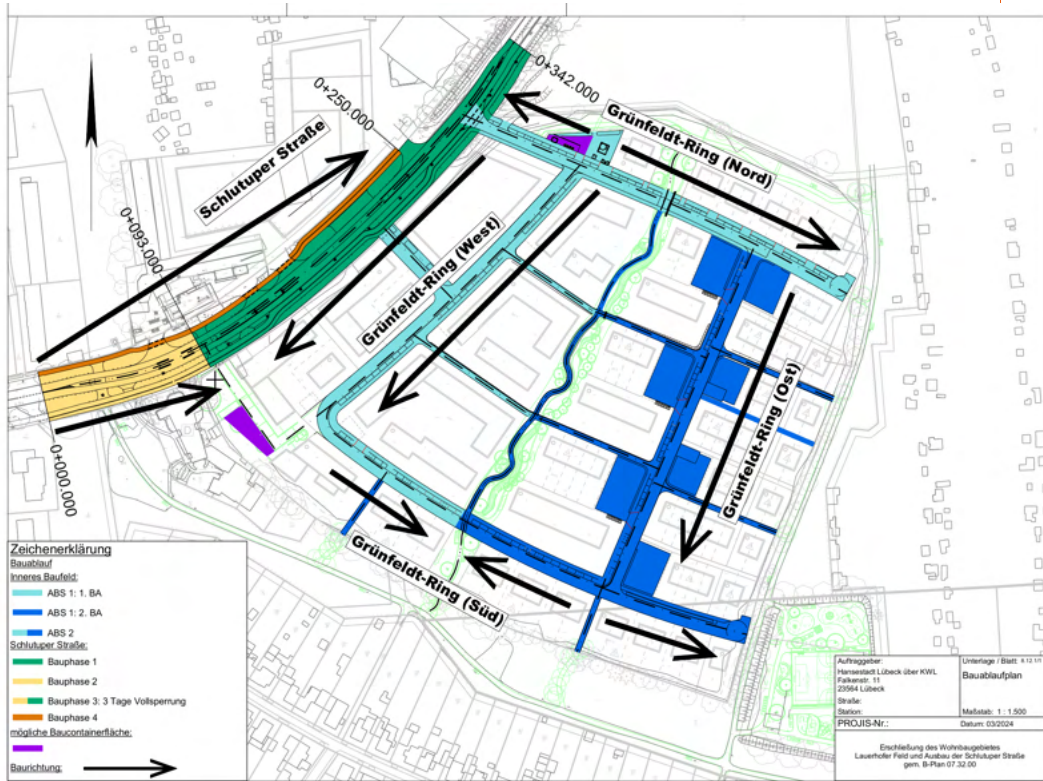 0+342.000
0+250.000
Grünfeldt-Ring (Nord)
Schlutuper Straße
0+093.000
Grünfeldt-Ring (West)
Grünfeldt-Ring (Ost)
0+000.000
Grünfeldt-Ring (Süd)
Zeichenerklärung
Bauablauf
Inneres Baufeld:
ABS 1: 1. BA
ABS 1: 2. BA
ABS 2
Schlutuper Straße:
Bauphase 1
Bauphase 2
Bauphase 3: 3 Tage Vollsperrung
Bauphase 4
mögliche Baucontainerfläche:
Baurichtung:
Auftraggeber:
Hansestadt Lübeck über KWL
Falkenstr. 11
23564 Lübeck
Straße:
Station:
Unterlage / Blatt:
Bauablaufplan
Maßstab: 1 : 1.500
PROJIS-Nr.:
Datum: 03/2024
Erschließung des Wohnbaugebietes
Lauerhofer Feld und Ausbau der Schlutuper Straße
gem. B-Plan 07.32.00